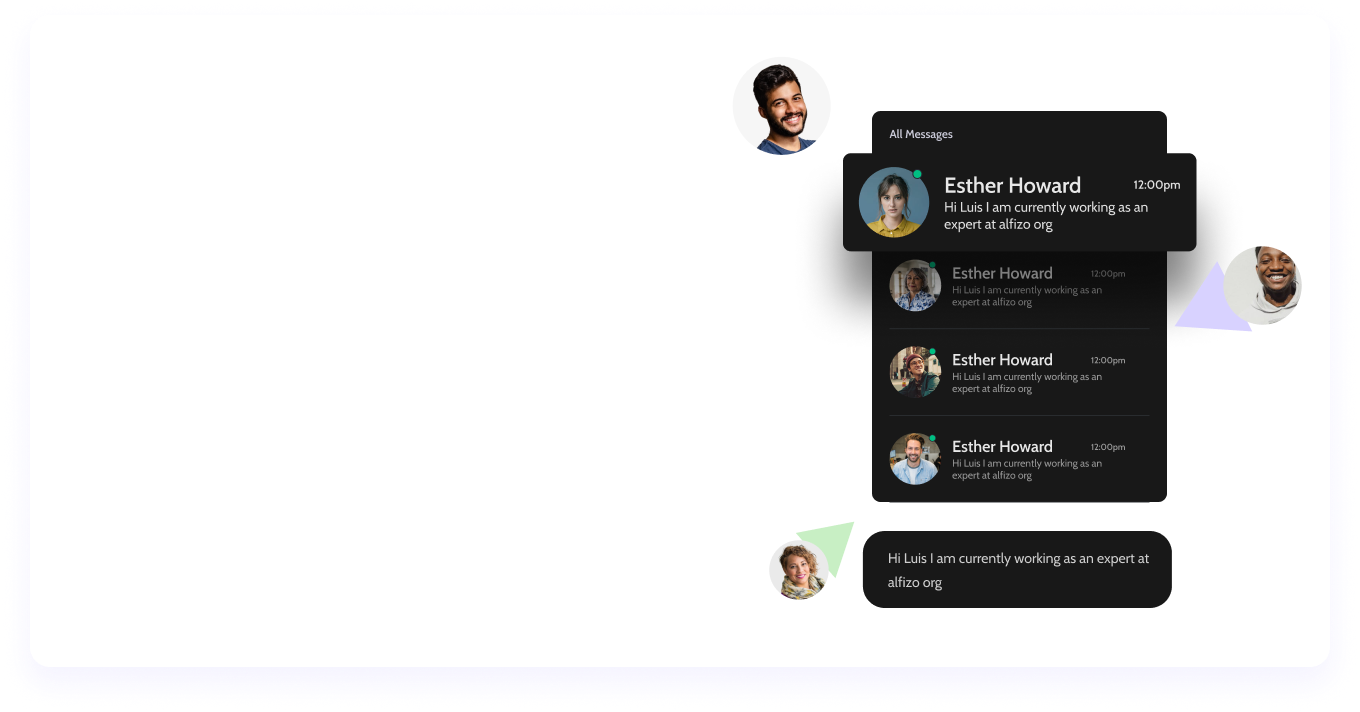 All Messages
Esther Howard 12:00pm
Hi Luis I am currently working as an
expert at alfizo org
Esther Howard 12:00pm
Hi Luis I am currently working as an
expert at alfizo org
Esther Howard 12:00pm
Hi Luis I am currently working as an
expert at alfizo org
Esther Howard 12:00pm
Hi Luis I am currently working as an
expert at alfizo org
Hi Luis I am currently working as an expert at
alfizo org